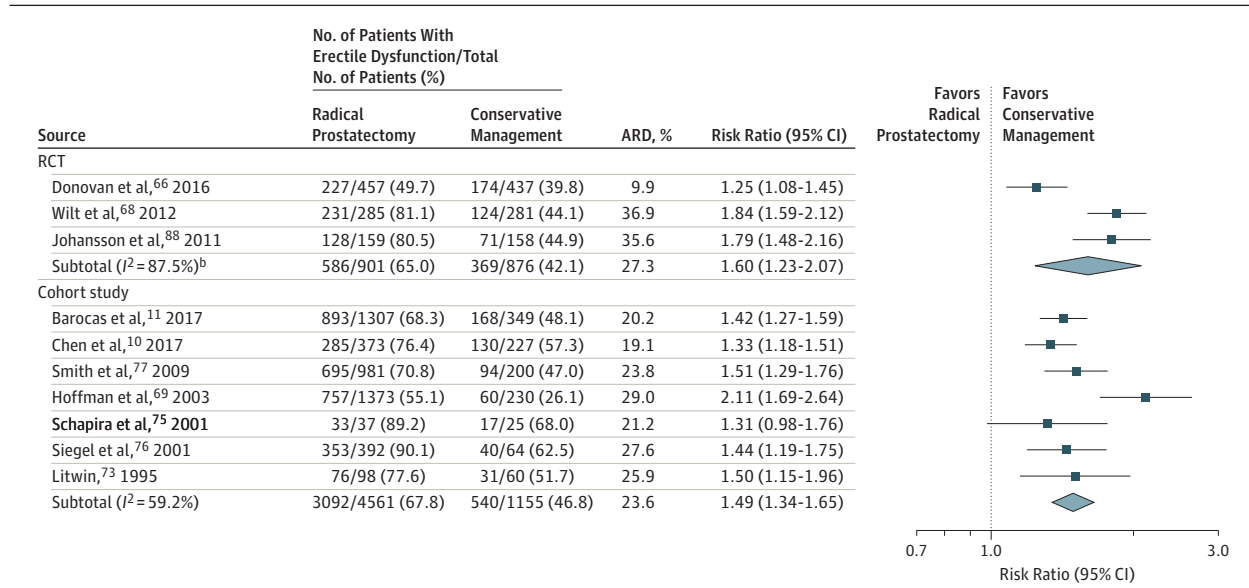 No. of Patients With
Erectile Dysfunction/Total
No. of Patients (%)
Source
Radical
Prostatectomy
Conservative
Management
ARD, %
Risk Ratio (95% CI)
Favors
Radical
Prostatectomy
Favors
Conservative
Management
RCT
Donovan et al,66 2016 227/457 (49.7) 174/437 (39.8) 9.9 1.25 (1.08-1.45)
Wilt et al,68 2012 231/285 (81.1) 124/281 (44.1) 36.9 1.84 (1.59-2.12)
Johansson et al,88 2011 128/159 (80.5) 71/158 (44.9) 35.6 1.79 (1.48-2.16)
Subtotal (I2 = 87.5%)b 586/901 (65.0) 369/876 (42.1) 27.3 1.60 (1.23-2.07)
Cohort study
Barocas et al,11 2017 893/1307 (68.3) 168/349 (48.1) 20.2 1.42 (1.27-1.59)
Chen et al,10 2017 285/373 (76.4) 130/227 (57.3) 19.1 1.33 (1.18-1.51)
Smith et al,77 2009 695/981 (70.8) 94/200 (47.0) 23.8 1.51 (1.29-1.76)
Hoffman et al,69 2003 757/1373 (55.1) 60/230 (26.1) 29.0 2.11 (1.69-2.64)
Schapira et al,75 2001 33/37 (89.2) 17/25 (68.0) 21.2 1.31 (0.98-1.76)
Siegel et al,76 2001 353/392 (90.1) 40/64 (62.5) 27.6 1.44 (1.19-1.75)
Litwin,73 1995 76/98 (77.6) 31/60 (51.7) 25.9 1.50 (1.15-1.96)
Subtotal (I2 = 59.2%) 3092/4561 (67.8) 540/1155 (46.8) 23.6 1.49 (1.34-1.65)
0.7 1.0 3.0
Risk Ratio (95% CI)